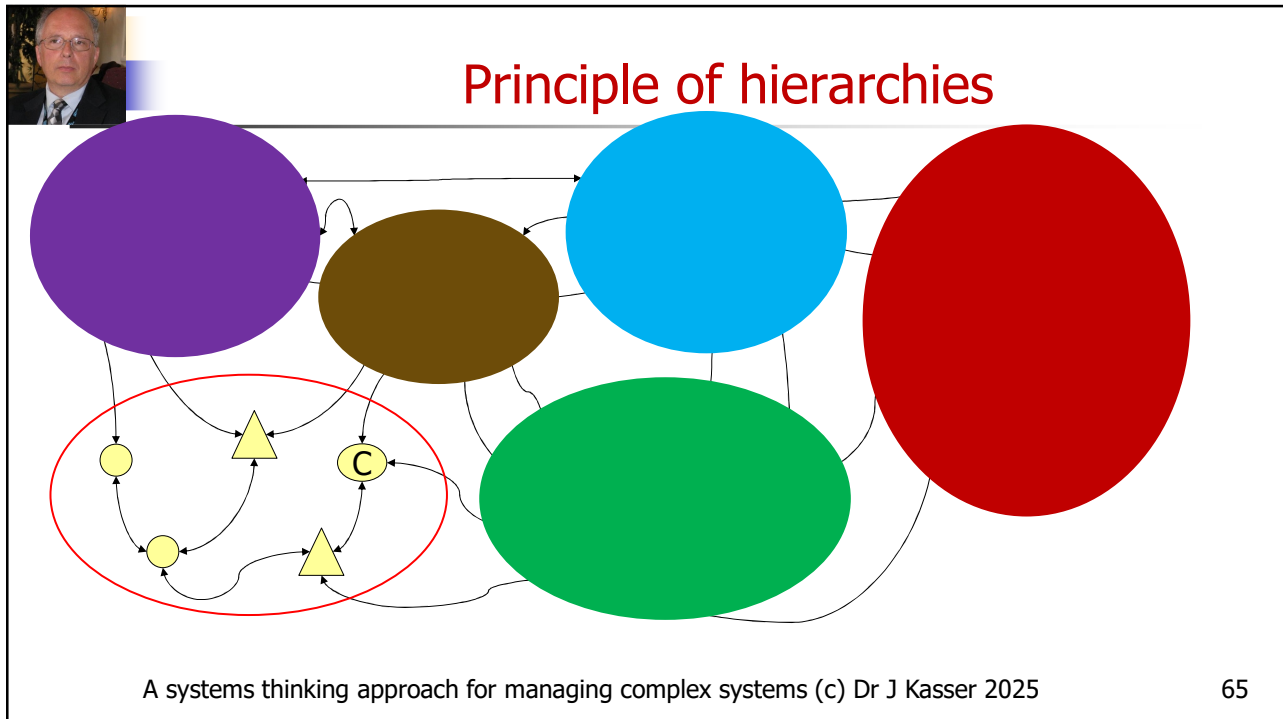 Principle of hierarchies
C
A systems thinking approach for managing complex systems (c) Dr J Kasser 2025
65